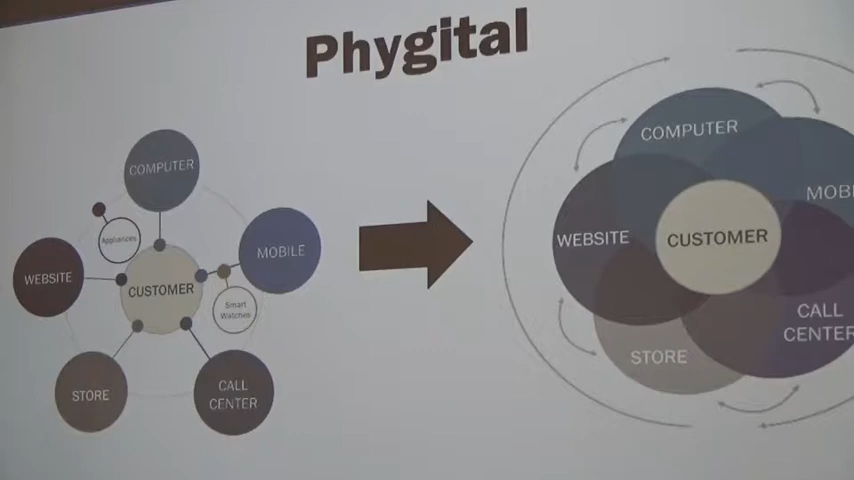 Phygital
COMPUTER
Appliances
MOBILE
WEBSITE
CUSTOMER
Smart
Watches
STORE
CALL
CENTER
COMPUTER
MOBI
WEBSITE
CUSTOMER
CALL
CENTER
STORE